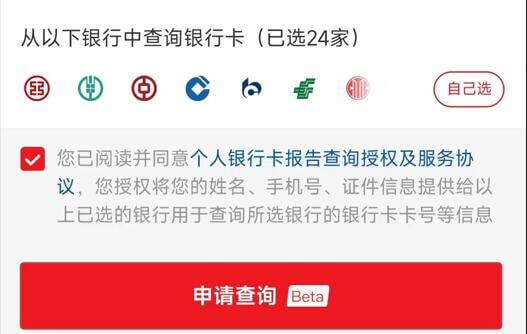 从以下银行中查询银行卡（已选24家）
自己选
您已阅读并同意个人银行卡报告查询授权及服务协
议，您授权将您的姓名、手机号、证件信息提供给以
上已选的银行用于查询所选银行的银行卡卡号等信息
申请查询 Beta